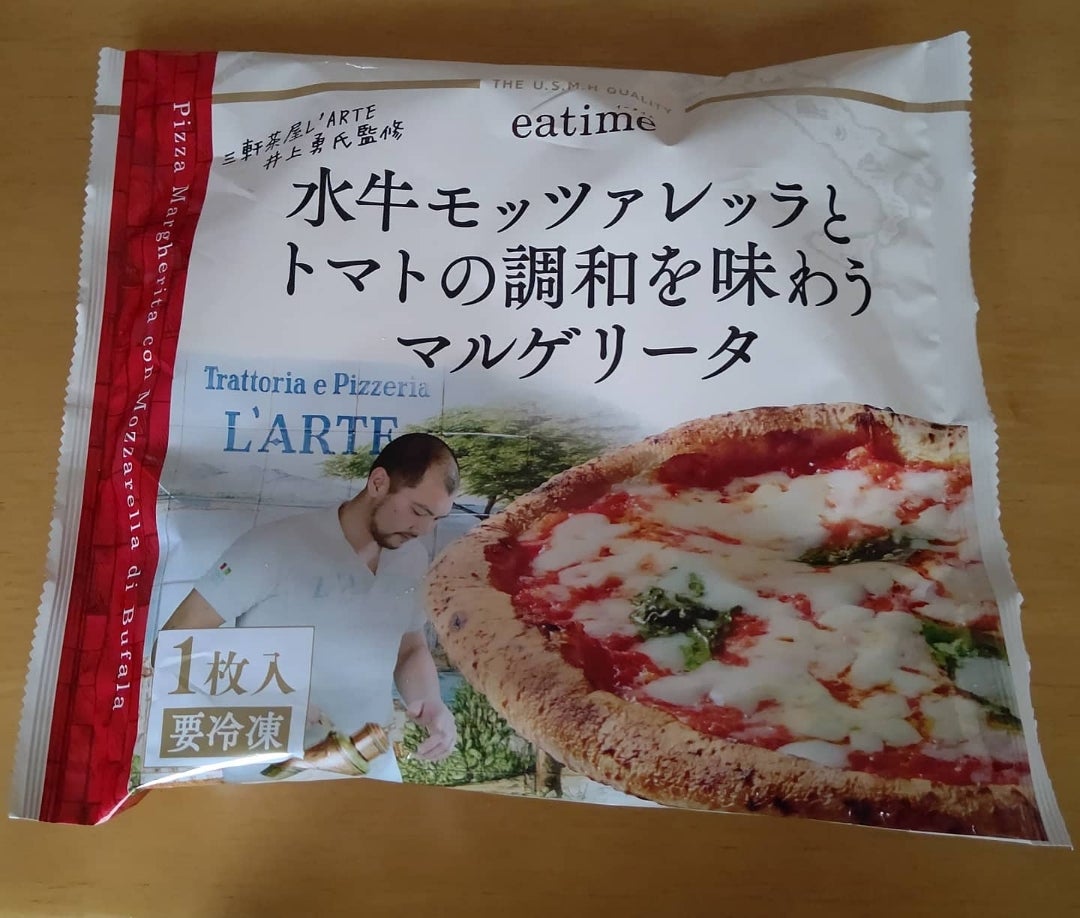 THE U.S.M.H QUALITY
eatime
三軒茶屋L'ARTE
井上勇氏監修
水牛モッツァレッラと
トマトの調和を味わう
マルゲリータ
Pizza Margherita con Mozzarella di Buffala
Trattoria e Pizzeria
L'ARTE
1枚入
要冷凍